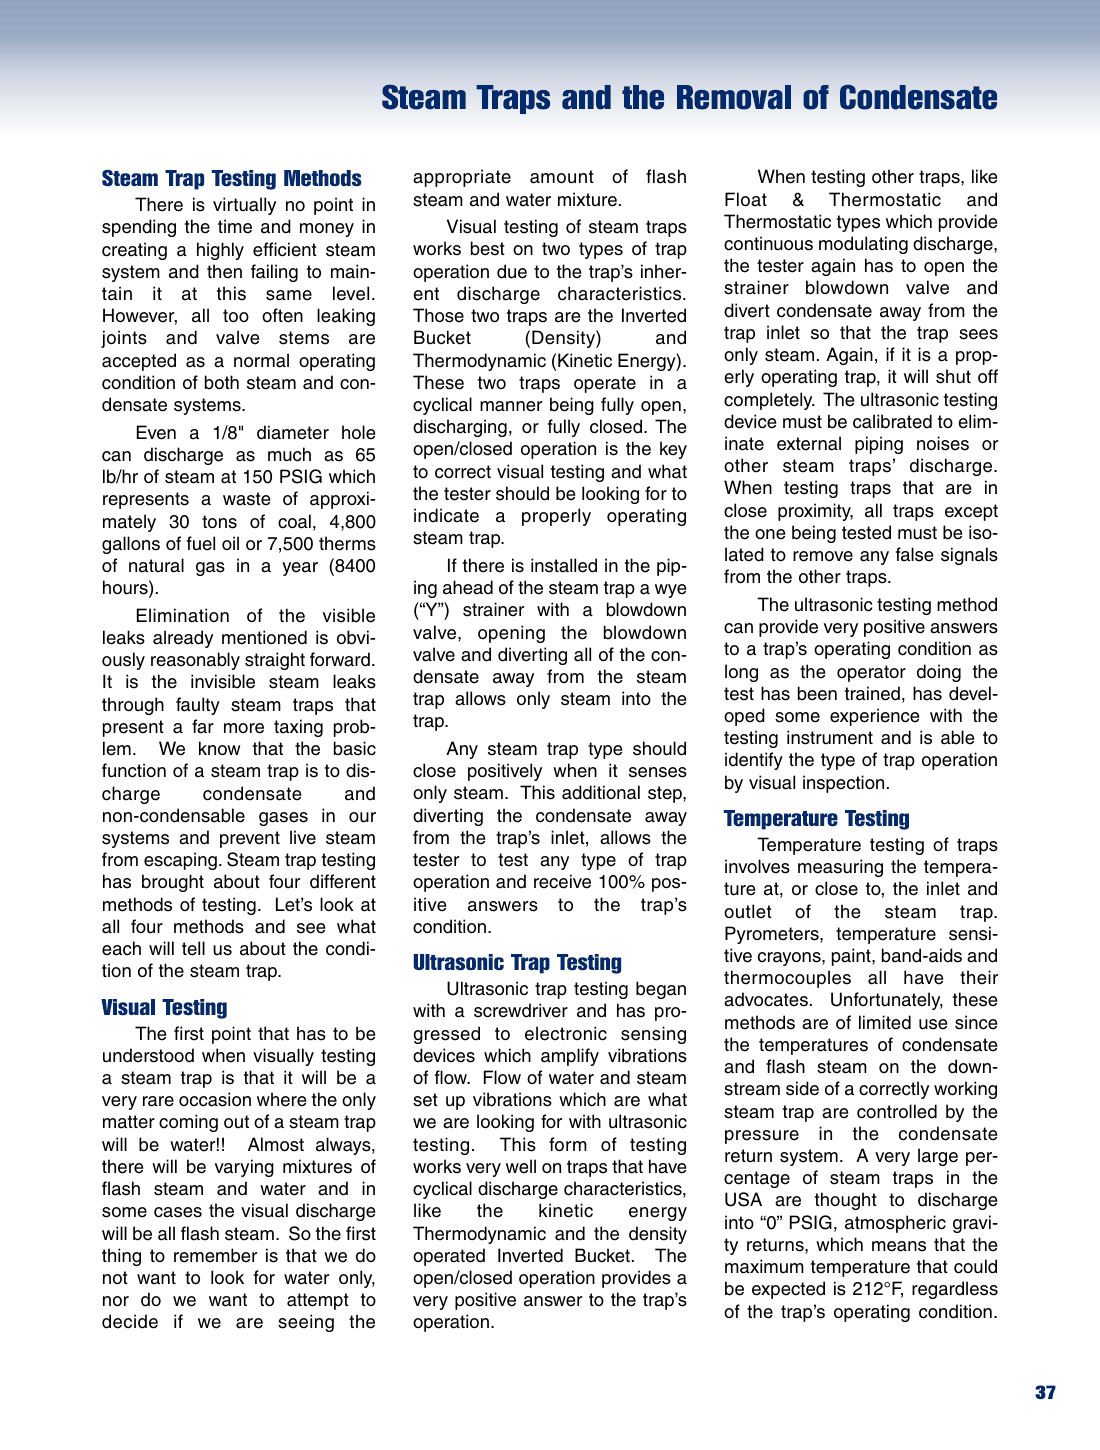 Steam Traps and the Removal of Condensate
Steam Trap Testing Methods
There is virtually no point in
spending the time and money in
creating a highly efficient steam
system and then failing to main-
tain it at this same level.
However, all too often leaking
joints and valve stems are
accepted as a normal operating
condition of both steam and con-
densate systems.
Even a 1/8" diameter hole
can discharge as much as 65
lb/hr of steam at 150 PSIG which
represents a waste of approxi-
mately 30 tons of coal, 4,800
gallons of fuel oil or 7,500 therms
of natural gas in a year (8400
hours).
Elimination of the visible
leaks already mentioned is obvi-
ously reasonably straight forward.
It is the invisible steam leaks
through faulty steam traps that
present a far more taxing prob-
lem. We know that the basic
function of a steam trap is to dis-
charge condensate and
non-condensable gases in our
systems and prevent live steam
from escaping. Steam trap testing
has brought about four different
methods of testing. Let's look at
all four methods and see what
each will tell us about the condi-
tion of the steam trap.
Visual Testing
The first point that has to be
understood when visually testing
a steam trap is that it will be a
very rare occasion where the only
matter coming out of a steam trap
will be water!! Almost always,
there will be varying mixtures of
flash steam and water and in
some cases the visual discharge
will be all flash steam. So the first
thing to remember is that we do
not want to look for water only,
nor do we want to attempt to
decide if we are seeing the
appropriate amount of flash
steam and water mixture.
Visual testing of steam traps
works best on two types of trap
operation due to the trap's inher-
ent discharge characteristics.
Those two traps are the Inverted
Bucket (Density) and
Thermodynamic (Kinetic Energy).
These two traps operate in a
cyclical manner being fully open,
discharging, or fully closed. The
open/closed operation is the key
to correct visual testing and what
the tester should be looking for to
indicate a properly operating
steam trap.
If there is installed in the pip-
ing ahead of the steam trap a wye
(“Y”) strainer with a blowdown
valve, opening the blowdown
valve and diverting all of the con-
densate away from the steam
trap allows only steam into the
trap.
Any steam trap type should
close positively when it senses
only steam. This additional step,
diverting the condensate away
from the trap's inlet, allows the
tester to test any type of trap
operation and receive 100% pos-
itive answers to the trap's
condition.
Ultrasonic Trap Testing
Ultrasonic trap testing began
with a screwdriver and has pro-
gressed to electronic sensing
devices which amplify vibrations
of flow. Flow of water and steam
set up vibrations which are what
we are looking for with ultrasonic
testing. This form of testing
works very well on traps that have
cyclical discharge characteristics,
like the kinetic energy
Thermodynamic and the density
operated Inverted Bucket. The
open/closed operation provides a
very positive answer to the trap's
operation.
When testing other traps, like
Float & Thermostatic and
Thermostatic types which provide
continuous modulating discharge,
the tester again has to open the
strainer blowdown valve and
divert condensate away from the
trap inlet so that the trap sees
only steam. Again, if it is a prop-
erly operating trap, it will shut off
completely. The ultrasonic testing
device must be calibrated to elim-
inate external piping noises or
other steam traps' discharge.
When testing traps that are in
close proximity, all traps except
the one being tested must be iso-
lated to remove any false signals
from the other traps.
The ultrasonic testing method
can provide very positive answers
to a trap's operating condition as
long as the operator doing the
test has been trained, has devel-
oped some experience with the
testing instrument and is able to
identify the type of trap operation
by visual inspection.
Temperature Testing
Temperature testing of traps
involves measuring the tempera-
ture at, or close to, the inlet and
outlet of the steam trap.
Pyrometers, temperature sensi-
tive crayons, paint, band-aids and
thermocouples all have their
advocates. Unfortunately, these
methods are of limited use since
the temperatures of condensate
and flash steam on the down-
stream side of a correctly working
steam trap are controlled by the
pressure in the condensate
return system. A very large per-
centage of steam traps in the
USA are thought to discharge
into “0” PSIG, atmospheric gravi-
ty returns, which means that the
maximum temperature that could
be expected is 212°F, regardless
of the trap's operating condition.
37